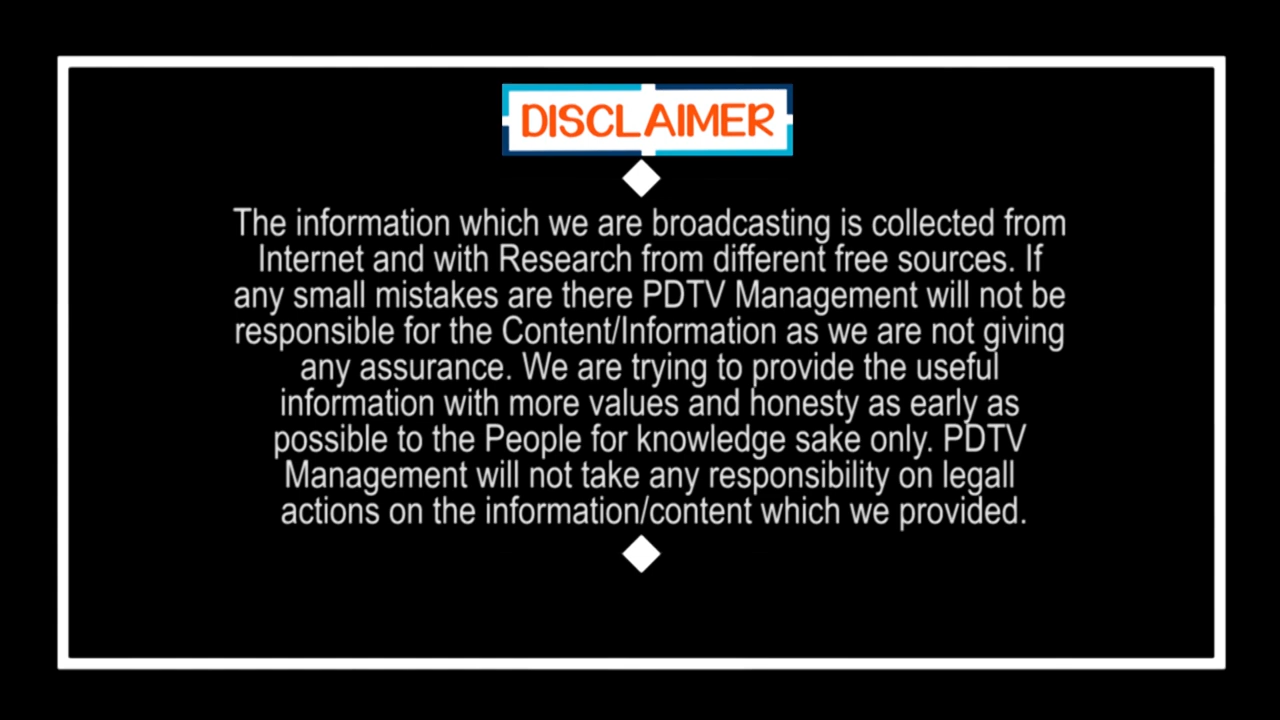 DISCLAIMER
The information which we are broadcasting is collected from
Internet and with Research from different free sources. If
any small mistakes are there PDTV Management will not be
responsible for the Content/Information as we are not giving
any assurance. We are trying to provide the useful
information with more values and honesty as early as
possible to the People for knowledge sake only. PDTV
Management will not take any responsibility on legall
actions on the information/content which we provided.